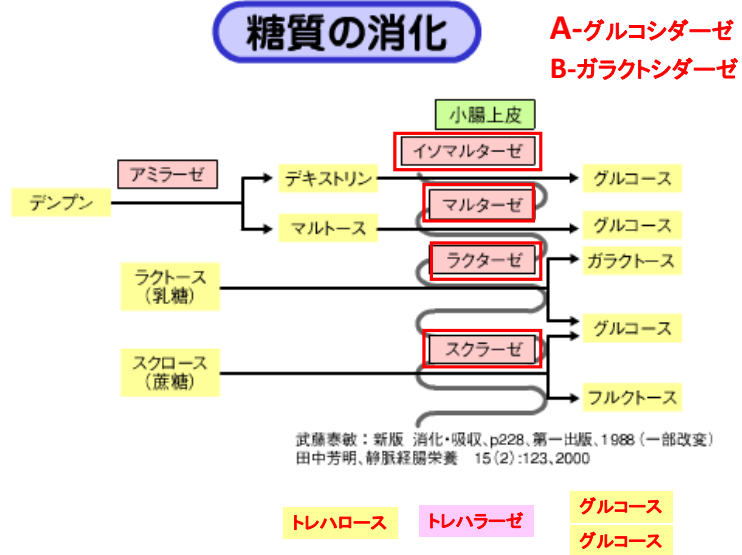 糖質の消化
A-グルコシダーゼ
B-ガラクトシダーゼ
小腸上皮
イソマルターゼ
アミラーゼ
デキストリン
グルコース
デンプン
マルターゼ
マルトース
グルコース
ラクターゼ
ガラクトース
ラクトース
(乳糖)
グルコース
スクラーゼ
スクロース
(蔗糖)
フルクトース
武藤泰敏：新版 消化・吸収、p228、第一出版、1988（一部改変）
田中芳明、静脈経腸栄養 15(2):123、2000
トレハロース
トレハラーゼ
グルコース
グルコース